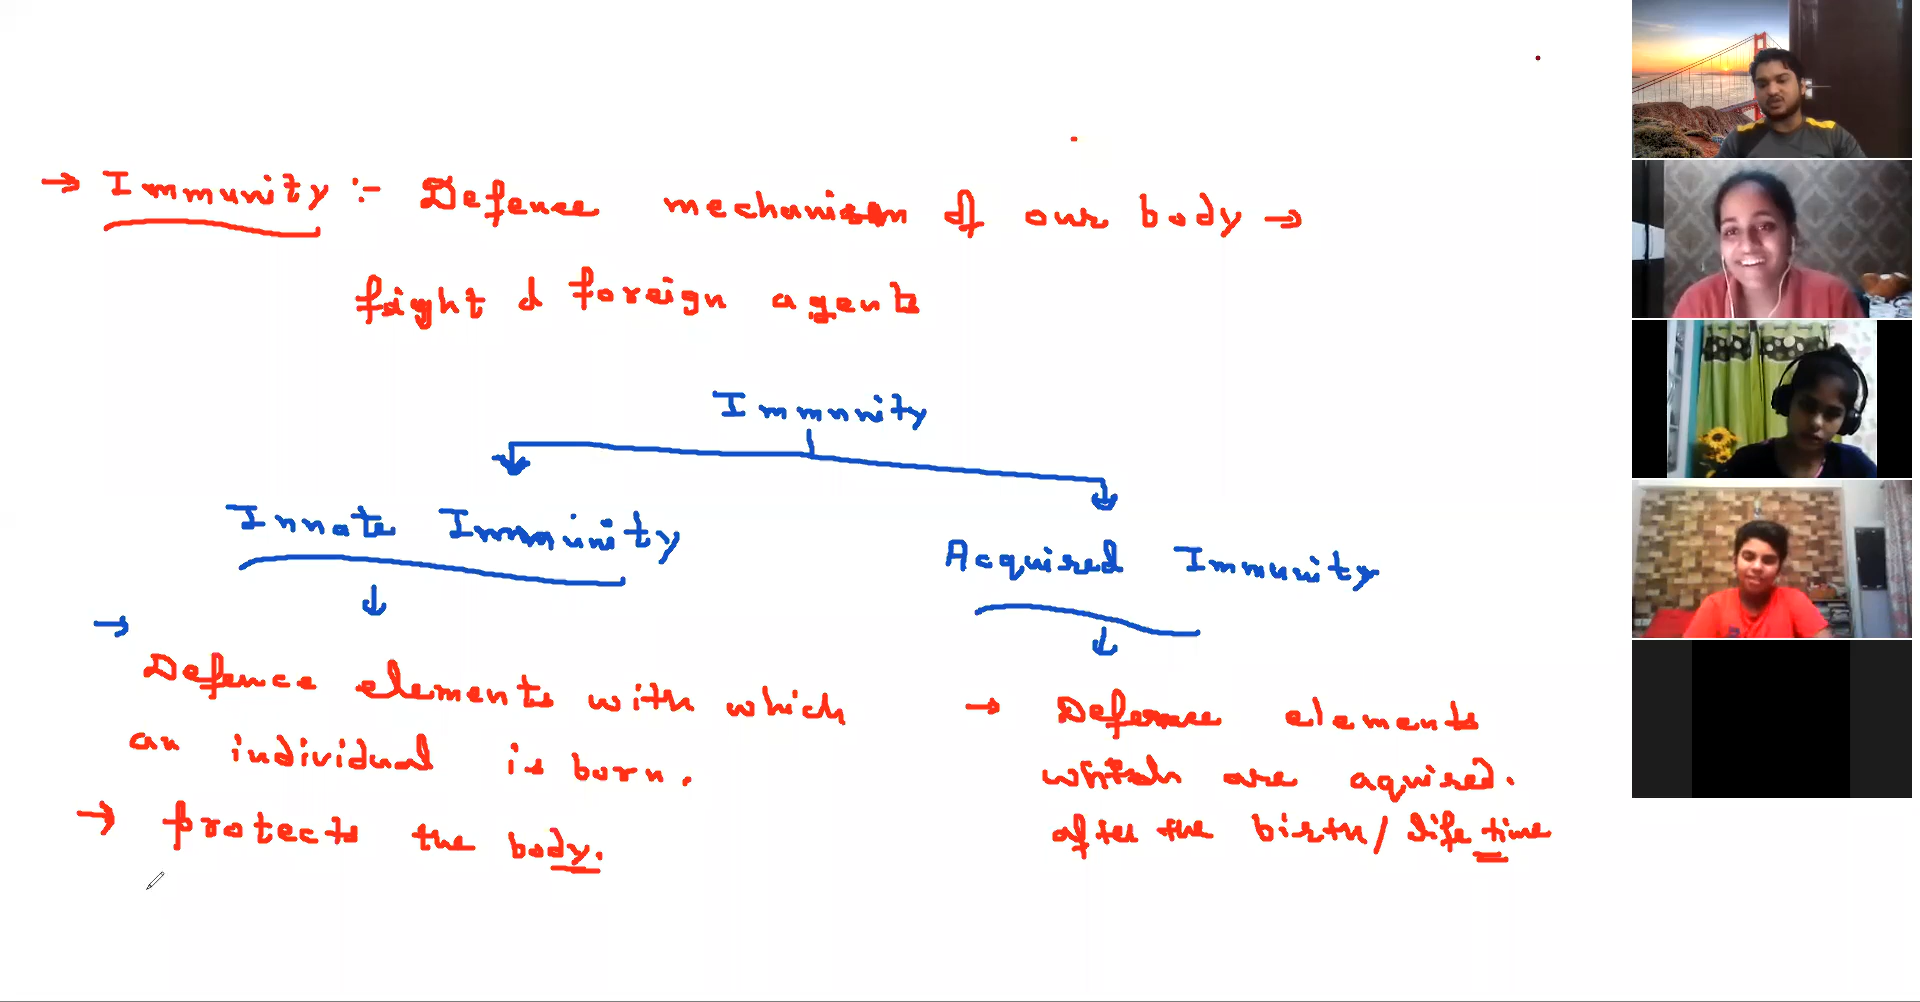 → Immunity :- Defence mechanism of our body →
fight d foreign agents
Immunity
Innate Immunity
Acquired Immunity
→ Defence elements with which
an individual is born.
→ protects the body.
→ Defence elements
which are aquired.
after the birth/ life time